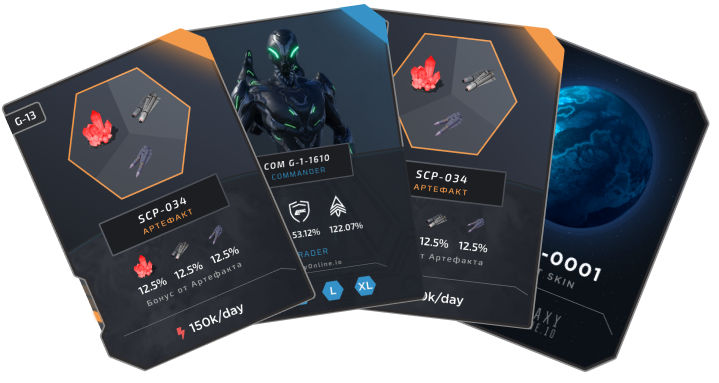 G-13
SCP-034
АРТЕФАКТ
12.5% 12.5% 12.5%
Бонус от Артефакта
150k/day
COM G-1-1610
COMMANDER
53.12% 122.07%
RADER
yOnline.io
L XL
SCP-034
АРТЕФАКТ
12.5% 12.5%
от Артефакта
0k/day
-0001
T SKIN
AXY
E.IO